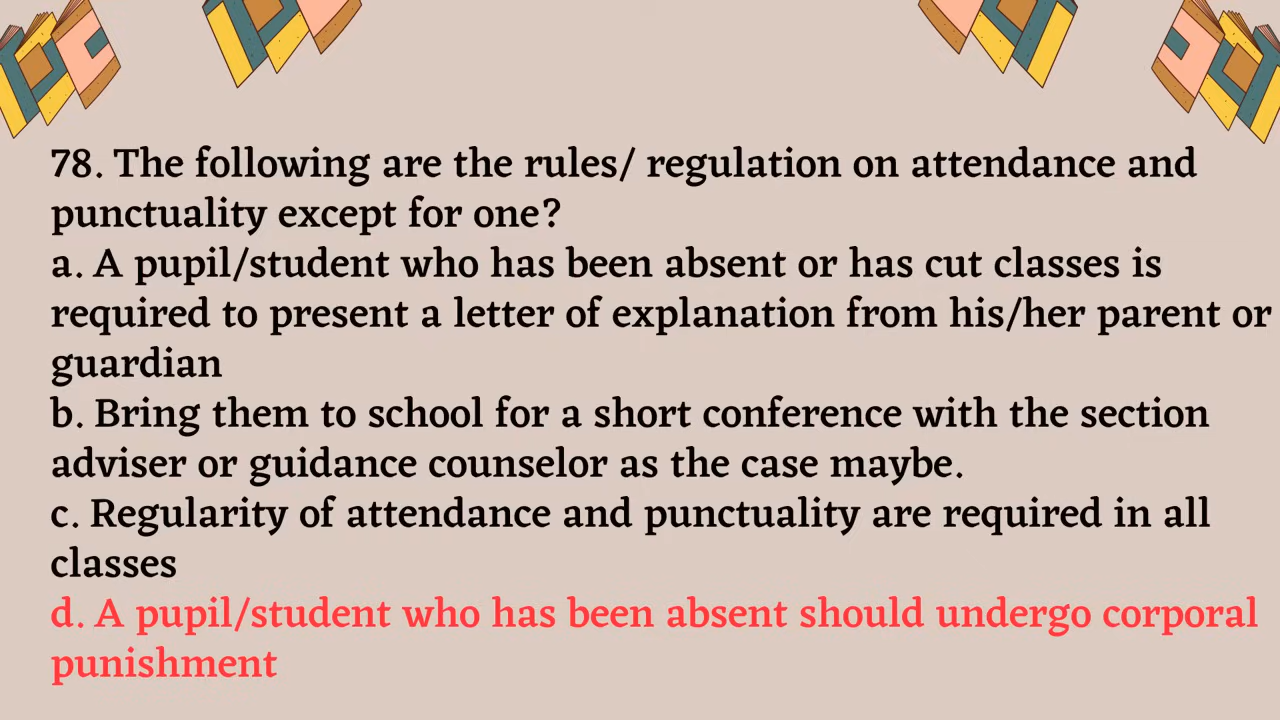 78. The following are the rules/ regulation on attendance and
punctuality except for one?
a. A pupil/student who has been absent or has cut classes is
required to present a letter of explanation from his/her parent or
guardian
b. Bring them to school for a short conference with the section
adviser or guidance counselor as the case maybe.
c. Regularity of attendance and punctuality are required in all
classes
d. A pupil/student who has been absent should undergo corporal
punishment